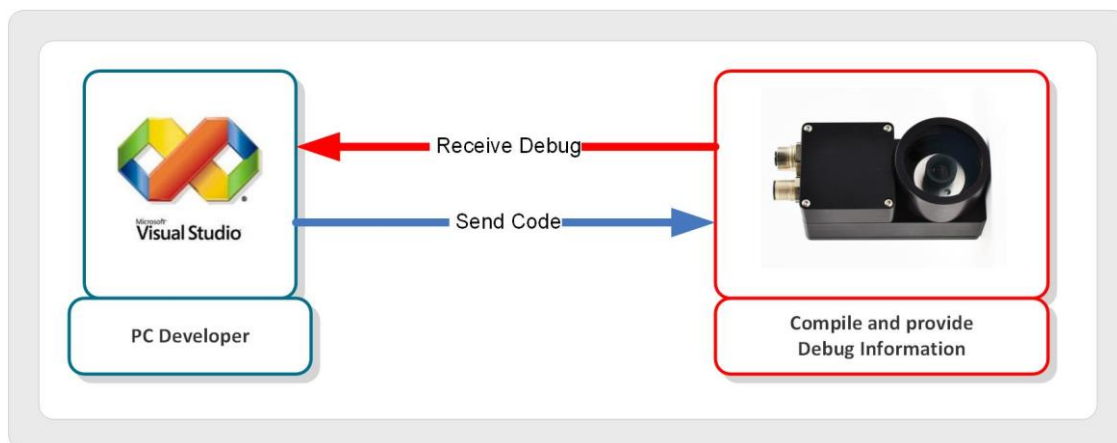 Microsoft®
Visual Studio
PC Developer
Receive Debug
Send Code
Compile and provide
Debug Information